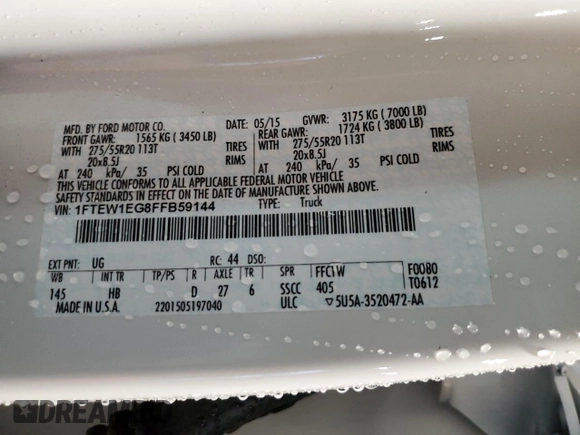 MFD. BY FORD MOTOR CO.
DATE: 05/15 GVWR: 3175 KG ( 7000 LB)
FRONT GAWR: 1565 KG ( 3450 LB) REAR GAWR: 1724 KG ( 3800 LB)
WITH 275/55R20 113T TIRES WITH 275/55R20 113T TIRES
20x8.5J RIMS 20x8.5J RIMS
AT 240 kPa/ 35 PSI COLD AT 240 kPa/ 35 PSI COLD
THIS VEHICLE CONFORMS TO ALL APPLICABLE FEDERAL MOTOR VEHICLE
SAFETY STANDARDS IN EFFECT ON THE DATE OF MANUFACTURE SHOWN ABOVE.
VIN: 1FTEW1EG8FFB59144 TYPE: Truck
EXT PNT: UG RC: 44 DSO: F0080
WB INT TR TP/PS R AXLE TR SPR FFC1W T0612
145 HB D 27 6 SSCC 405
MADE IN U.S.A. 2201505197040 ULC ▽5U5A-3520472-AA